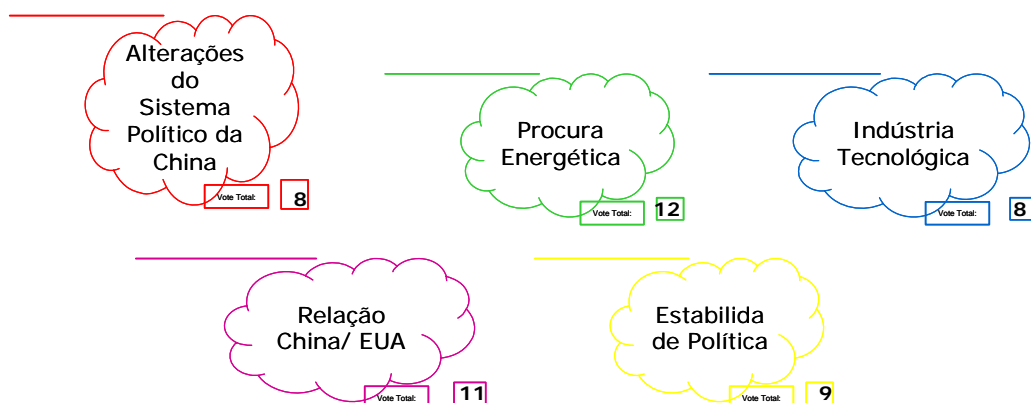 Alterações
do
Sistema
Político da
China
Vote Total:
8
Procura
Energética
Vote Total:
12
Indústria
Tecnológica
Vote Total:
8
Relação
China/ EUA
Vote Total:
11
Estabilida
de Política
Vote Total:
9